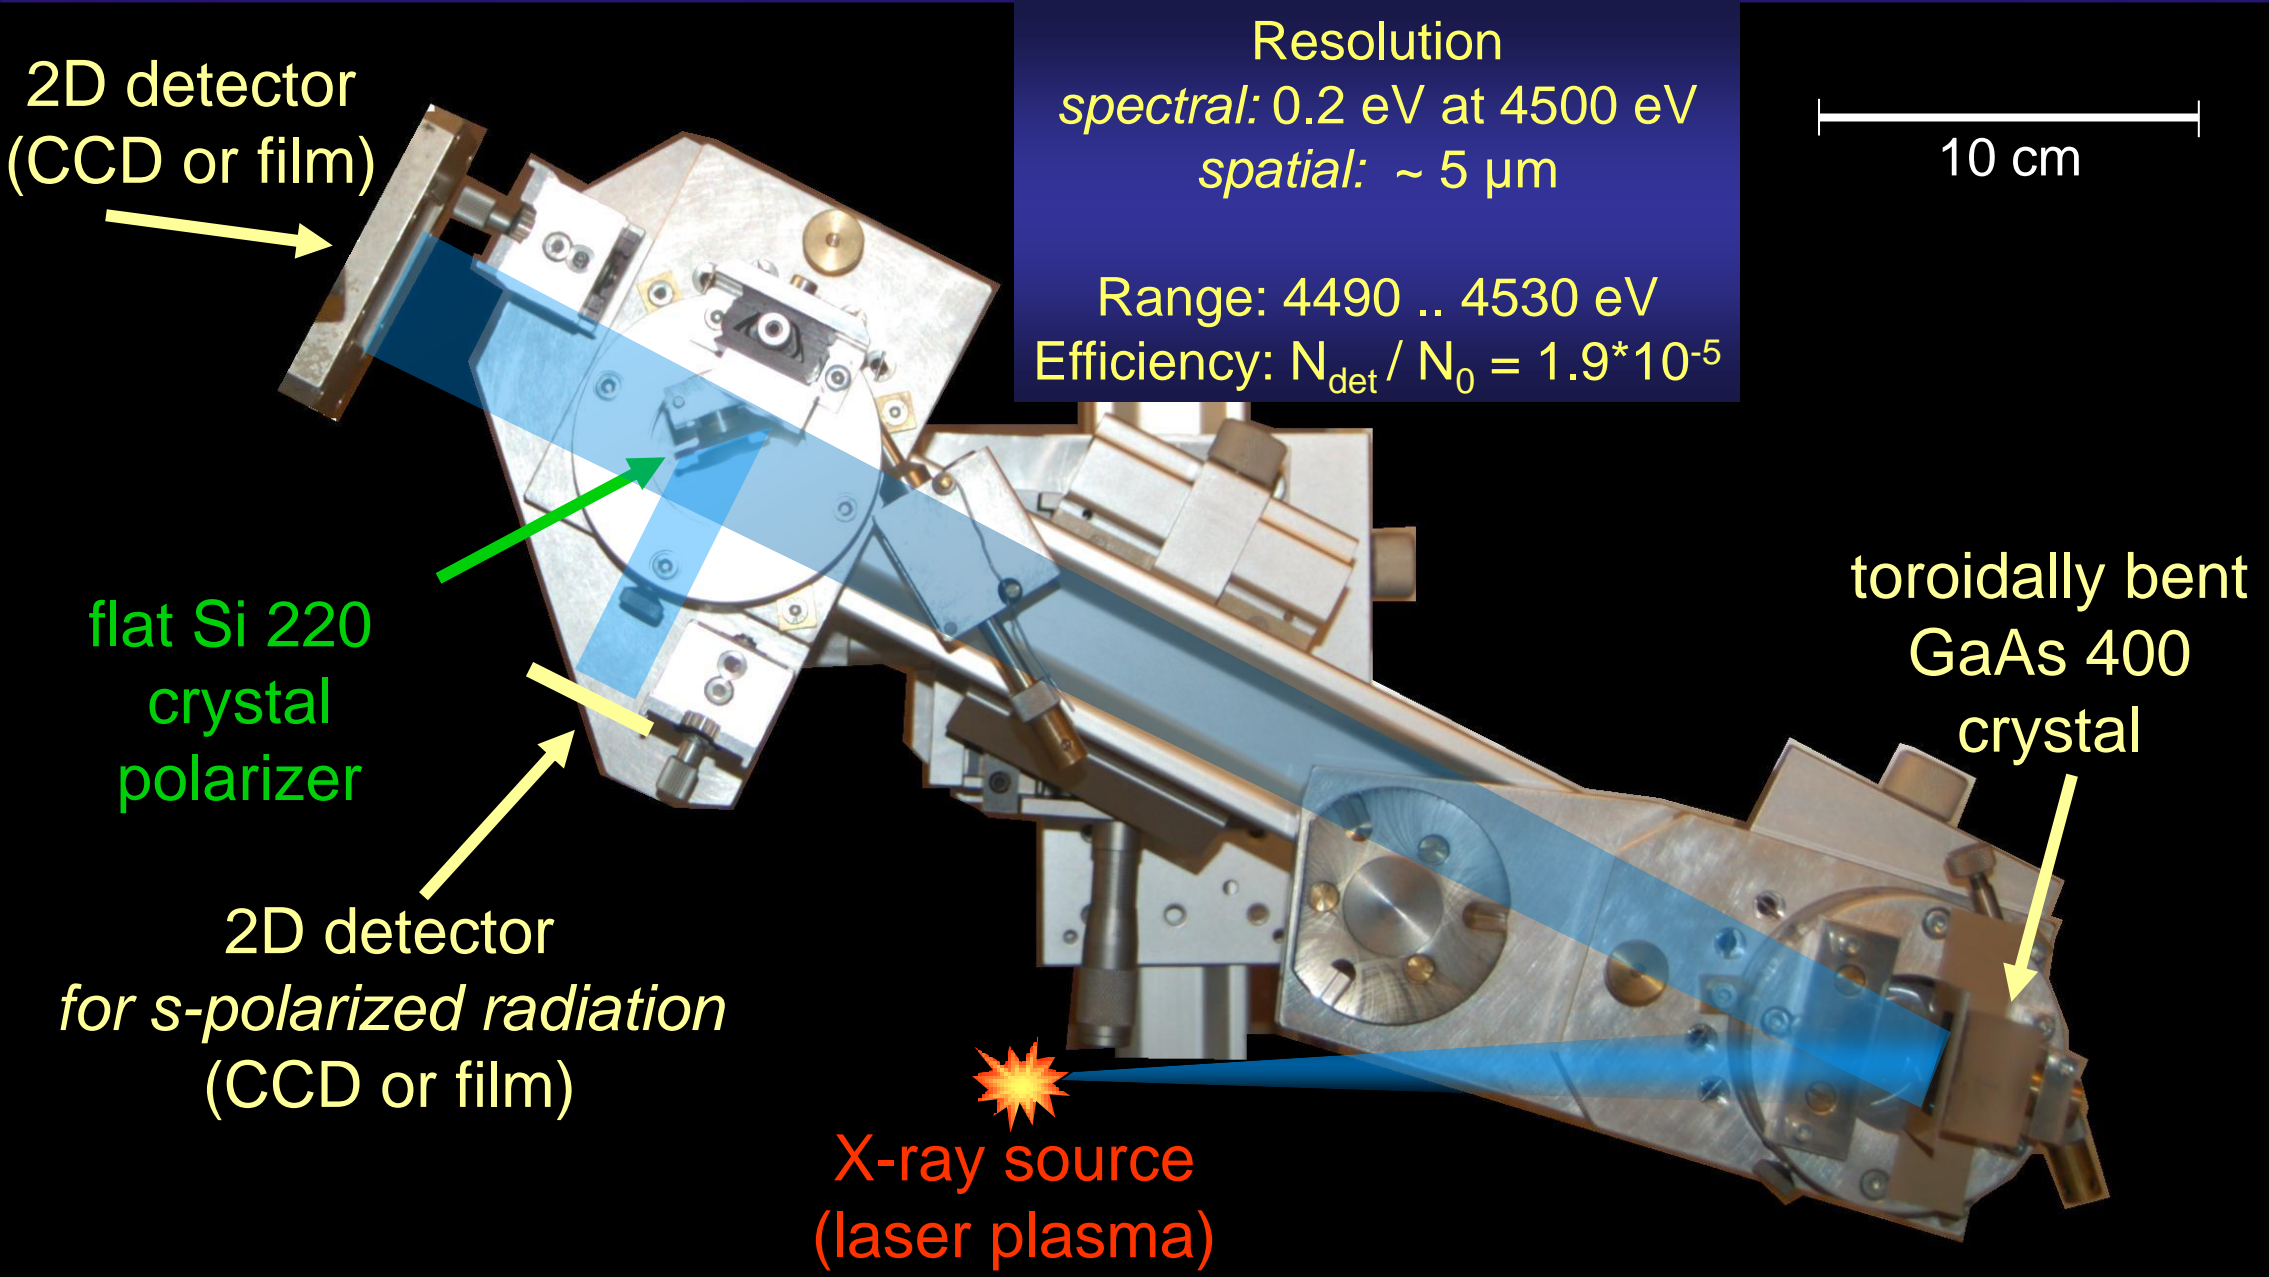 2D detector
(CCD or film)
Resolution
spectral: 0.2 eV at 4500 eV
spatial: ~ 5 µm
Range: 4490 .. 4530 eV
Efficiency: N_det / N_0 = 1.9*10^-5
10 cm
flat Si 220
crystal
polarizer
toroidally bent
GaAs 400
crystal
2D detector
for s-polarized radiation
(CCD or film)
X-ray source
(laser plasma)